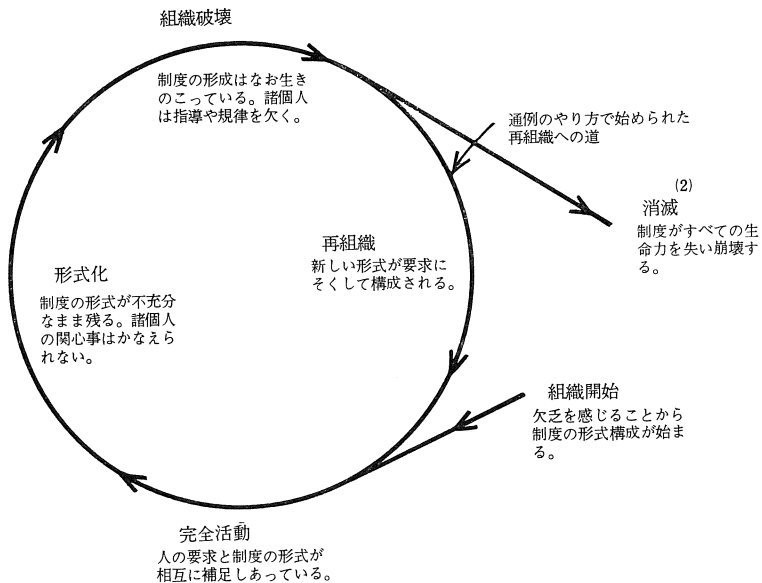 組織破壊
制度の形成はなお生き
のこっている。諸個人
は指導や規律を欠く。
通例のやり方で始められた
再組織への道
(2)
消滅
制度がすべての生
命力を失い崩壊す
る。
再組織
新しい形式が要求に
そくして構成される。
形式化
制度の形式が不充分
なまま残る。諸個人
の関心事はかなえら
れない。
組織開始
欠乏を感じることから
制度の形式構成が始ま
る。
完全活動
人の要求と制度の形式が
相互に補足しあっている。